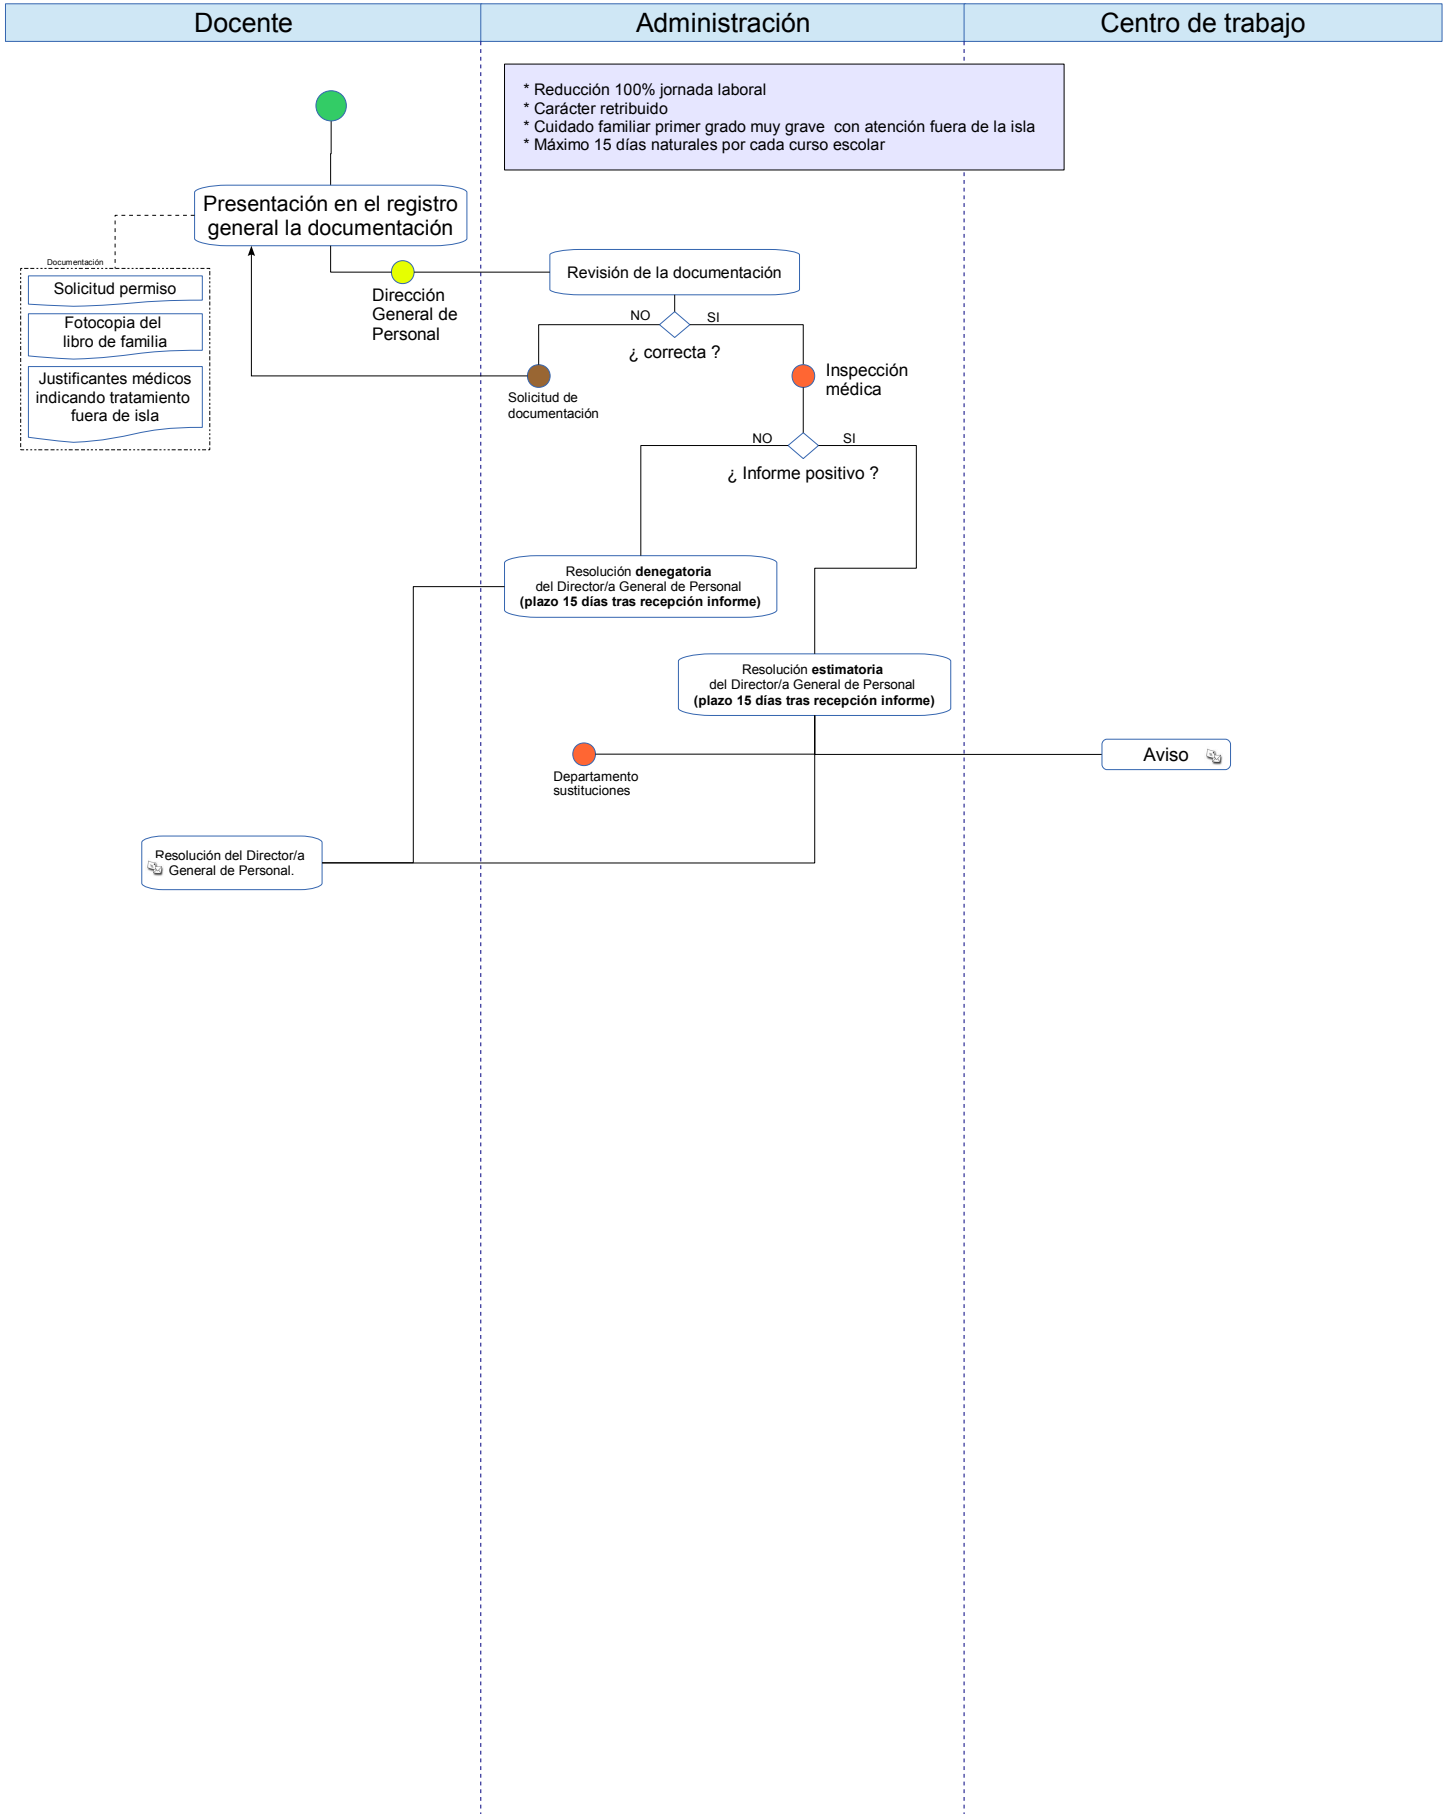 Docente
Administración
Centro de trabajo
* Reducción 100% jornada laboral
* Carácter retribuido
* Cuidado familiar primer grado muy grave  con atención fuera de la isla
* Máximo 15 días naturales por cada curso escolar
Presentación en el registro
general la documentación
Documentación
Solicitud permiso
Fotocopia del
libro de familia
Justificantes médicos
indicando tratamiento
fuera de isla
Dirección
General de
Personal
Revisión de la documentación
NO
SI
¿ correcta ?
Solicitud de
documentación
Inspección
médica
NO
SI
¿ Informe positivo ?
Resolución denegatoria
del Director/a General de Personal
(plazo 15 días tras recepción informe)
Resolución estimatoria
del Director/a General de Personal
(plazo 15 días tras recepción informe)
Departamento
sustituciones
Aviso
Resolución del Director/a
General de Personal.